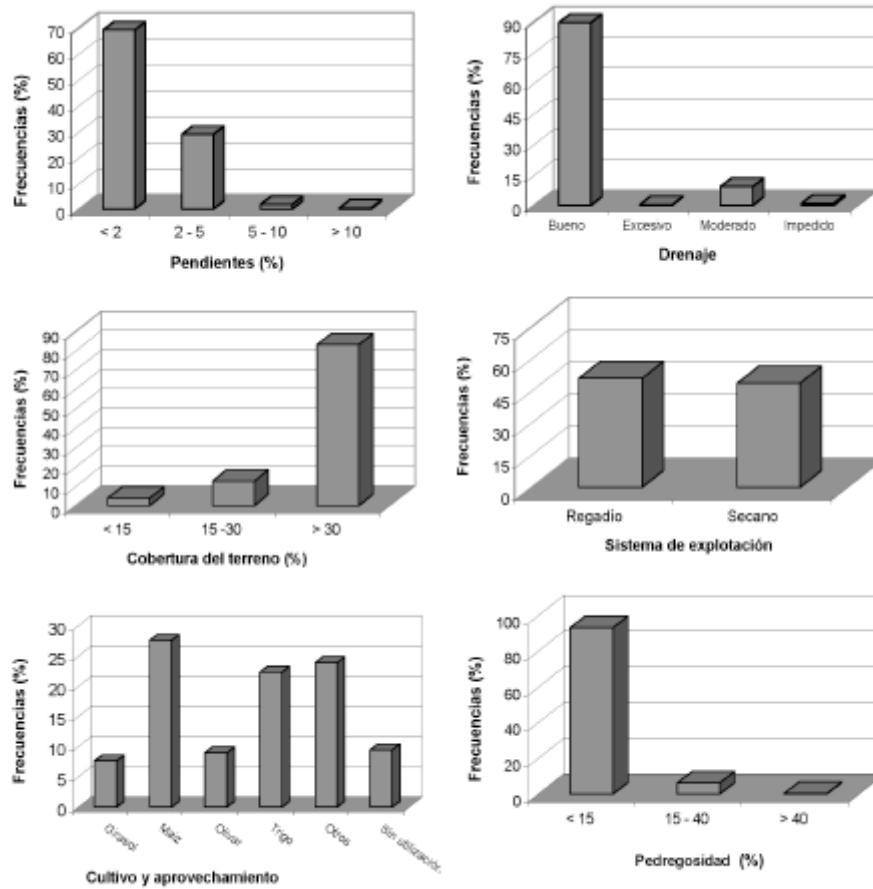 Frecuencias (%)
70
60
50
40
30
20
10
0
< 2
2 - 5
5 - 10
> 10
Pendientes (%)
Frecuencias (%)
90
75
60
45
30
15
0
Bueno
Excesivo
Moderado
Impedido
Drenaje
Frecuencias (%)
90
80
70
60
50
40
30
20
10
0
< 15
15 -30
> 30
Cobertura del terreno (%)
Frecuencias (%)
75
60
45
30
15
0
Regadío
Secano
Sistema de explotación
Frecuencias (%)
30
25
20
15
10
5
0
Girasol
Maíz
Olivar
Trigo
Otros
Sin utilización
Cultivo y aprovechamiento
Frecuencias (%)
100
80
60
40
20
0
< 15
15 - 40
> 40
Pedregosidad (%)